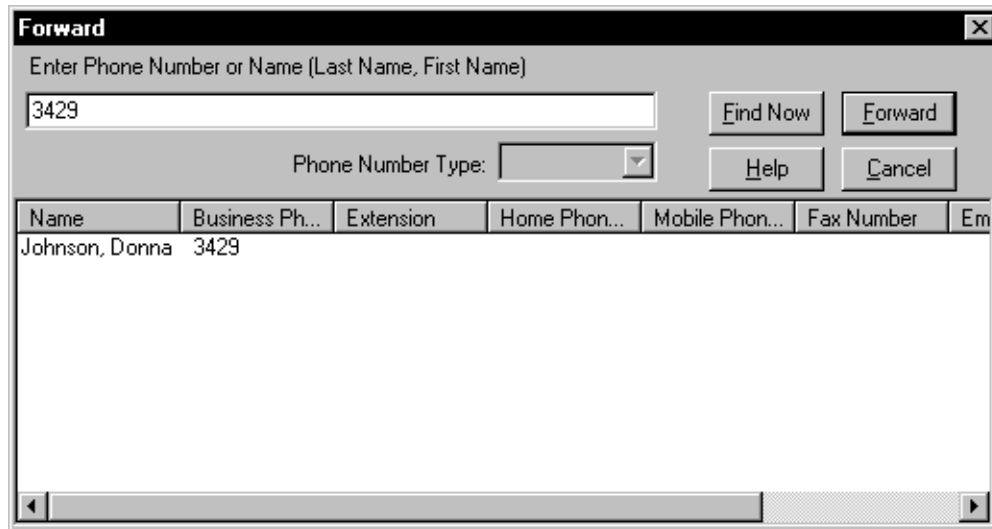 Forward
Enter Phone Number or Name (Last Name, First Name)
3429
Find Now
Forward
Phone Number Type:
Help
Cancel
Name Business Ph... Extension Home Phon... Mobile Phon... Fax Number Em
Johnson, Donna 3429